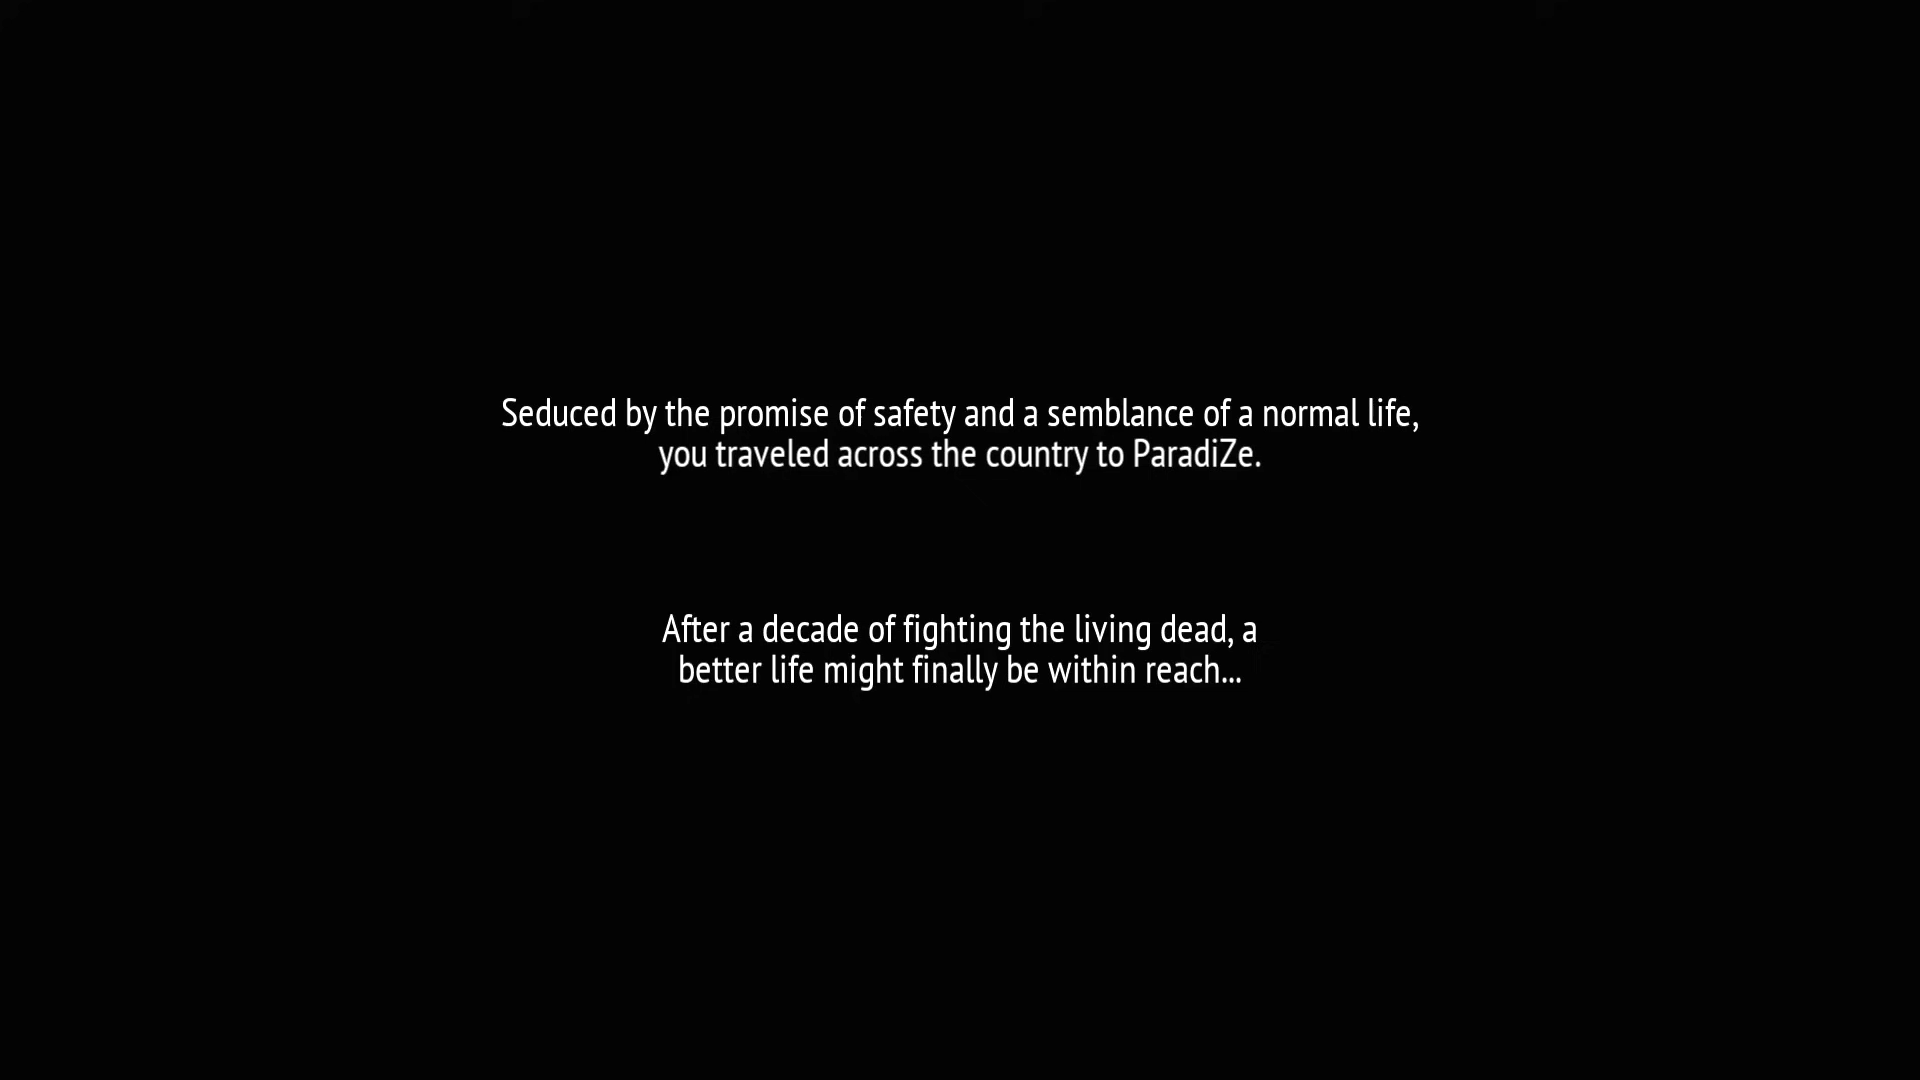 Seduced by the promise of safety and a semblance of a normal life,
you traveled across the country to ParadiZe.
After a decade of fighting the living dead, a
better life might finally be within reach...